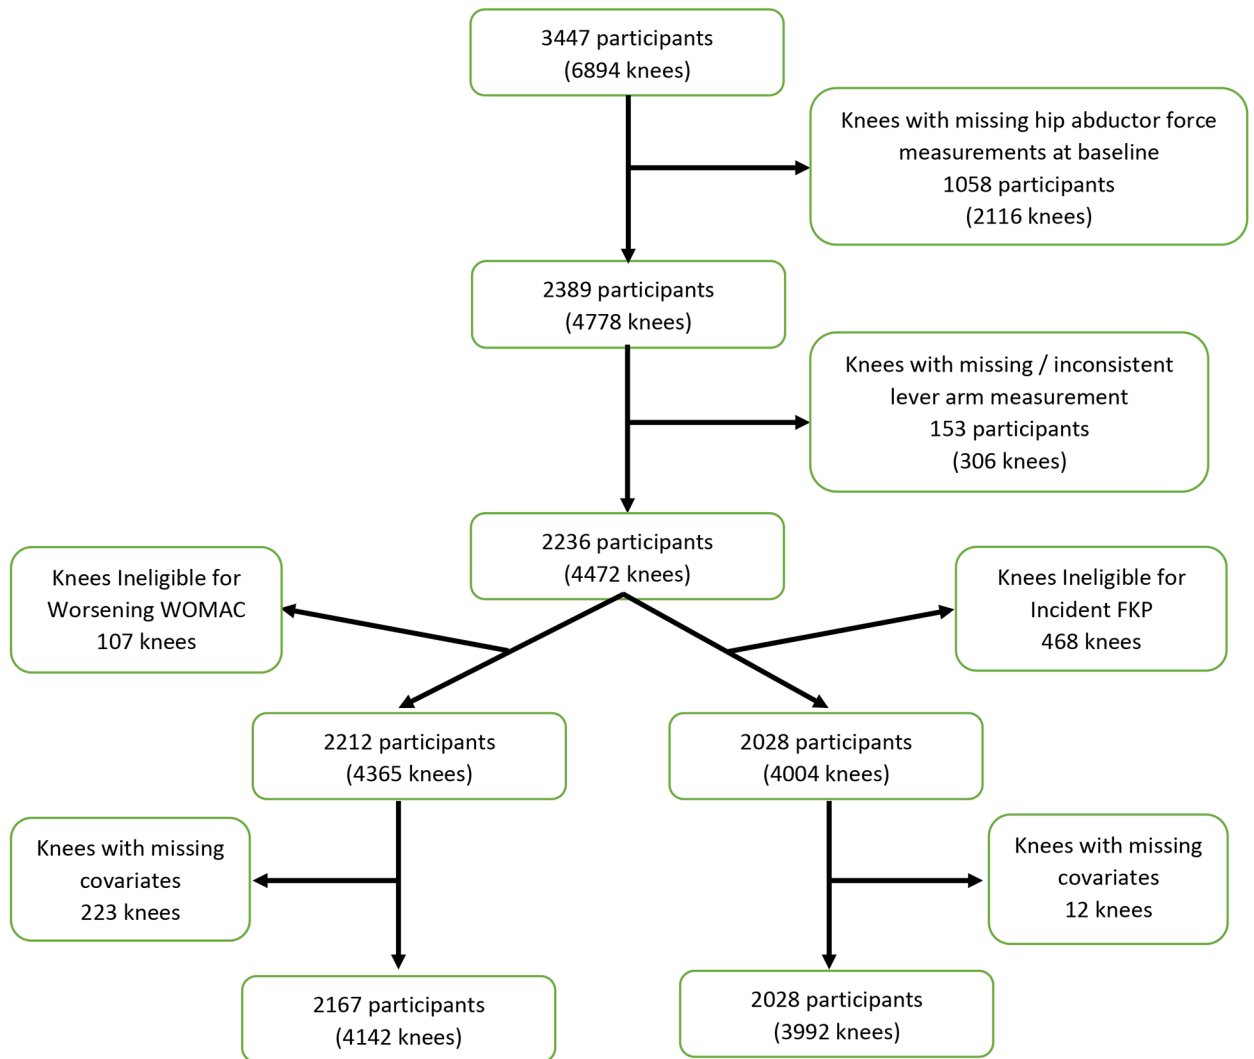 3447 participants
(6894 knees)
Knees with missing hip abductor force
measurements at baseline
1058 participants
(2116 knees)
2389 participants
(4778 knees)
Knees with missing / inconsistent
lever arm measurement
153 participants
(306 knees)
2236 participants
(4472 knees)
Knees Ineligible for
Worsening WOMAC
107 knees
Knees Ineligible for
Incident FKP
468 knees
2212 participants
(4365 knees)
2028 participants
(4004 knees)
Knees with missing
covariates
223 knees
Knees with missing
covariates
12 knees
2167 participants
(4142 knees)
2028 participants
(3992 knees)